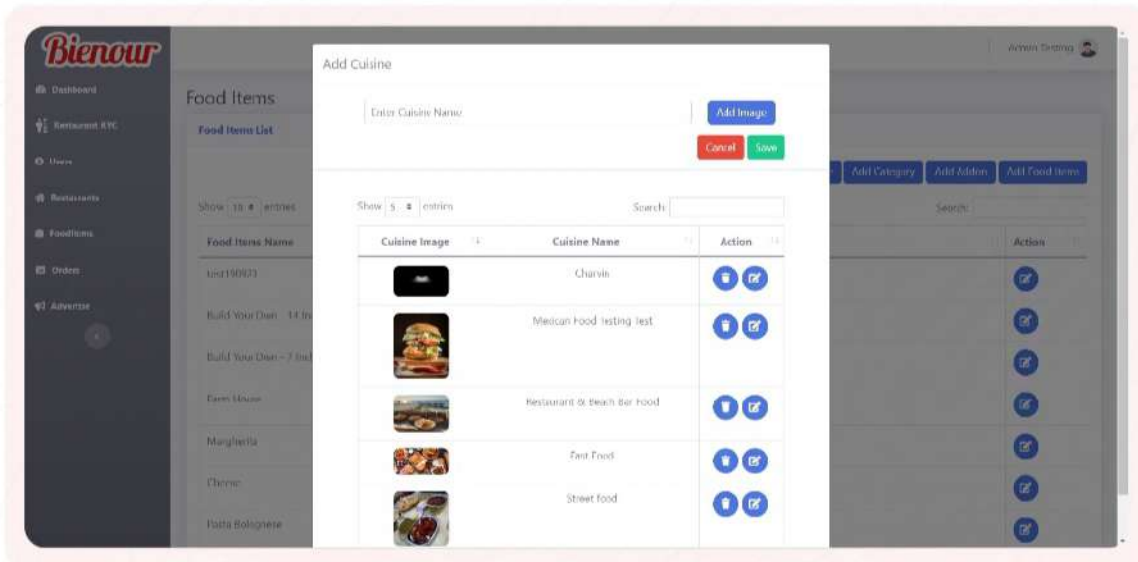 Bienour
Admin Testing
Dashboard
Restaurant KYC
Users
Restaurants
FoodItems
Orders
Advertise
Food Items
Food Items List
Add Category
Add Addon
Add Food Items
Show 10 entries
Search:
Food Items Name
Action
test190923
Build Your Own - 14 In
Build Your Own - 7 Inch
Farm House
Margherita
Cheese
Pasta Bolognese
Add Cuisine
Enter Cuisine Name
Add Image
Cancel
Save
Show 5 entries
Search:
Cuisine Image
Cuisine Name
Action
Charvin
Mexican Food Testing Test
Restaurant & Beach Bar Food
Fast Food
Street food